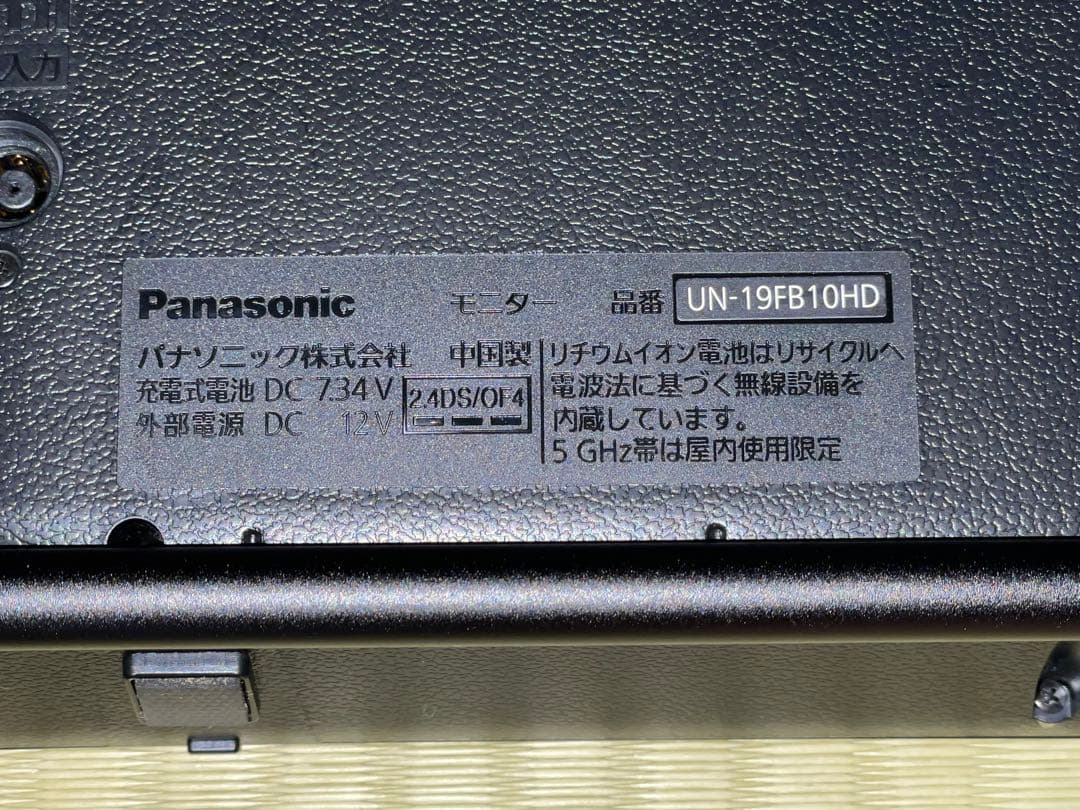 入力
Panasonic モニター 品番 UN-19FB10HD
パナソニック株式会社 中国製
充電式電池 DC 7.34 V
外部電源 DC 12 V
2.4DS/OF4
リチウムイオン電池はリサイクルへ
電波法に基づく無線設備を
内蔵しています。
5 GHz帯は屋内使用限定